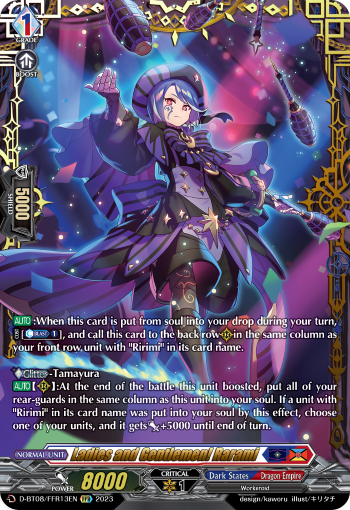 1
GRADE
BOOST
5000
SHIELD
AUTO :When this card is put from soul into your drop during your turn,
COST [ BLAST 1 ], and call this card to the back row R in the same column as
your front row unit with "Ririmi" in its card name.
Glitter -Tamayura
AUTO [ R ]:At the end of the battle this unit boosted, put all of your
rear-guards in the same column as this unit into your soul. If a unit with
"Ririmi" in its card name was put into your soul by this effect, choose
one of your units, and it gets +5000 until end of turn.
NORMAL UNIT
Ladies and Gentlemen! Rarami
POWER 8000 CRITICAL 1 Dark States Dragon Empire
Workeroid
D-BT08/FFR13EN FFR 2023 design/kaworu illust/キリタチ